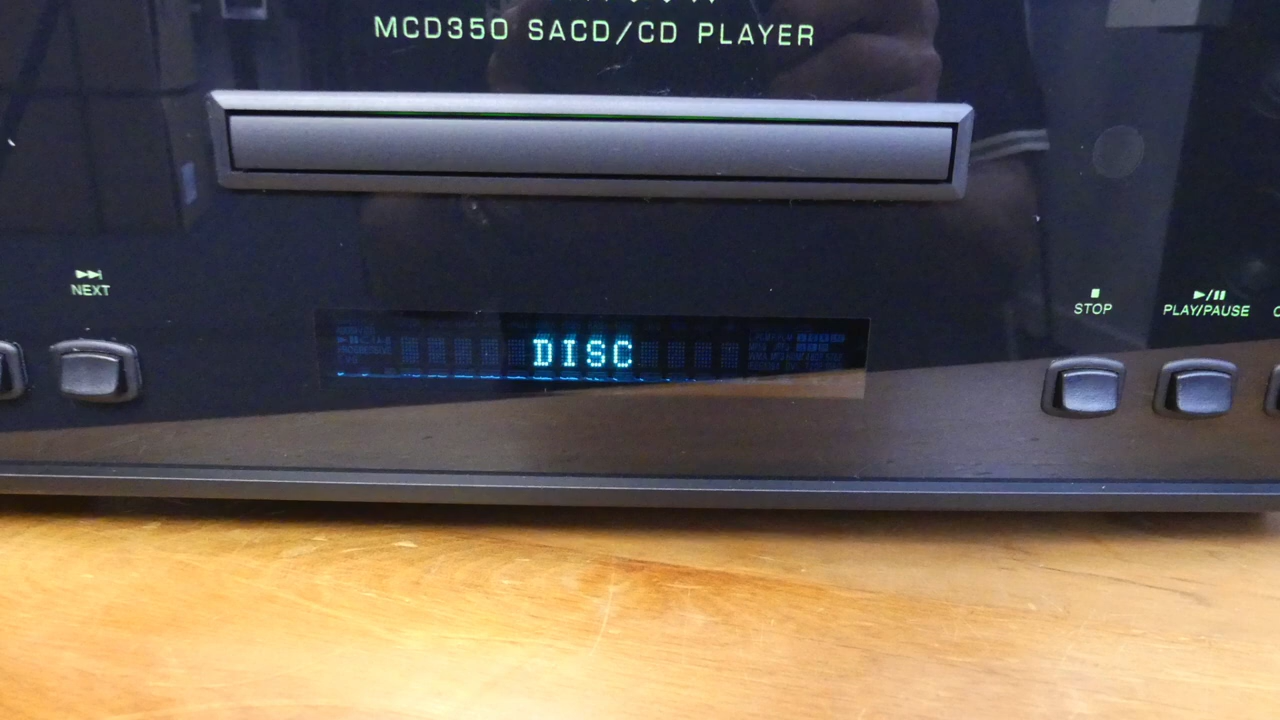 MCD350 SACD/CD PLAYER
NEXT
DISC
STOP
PLAY/PAUSE